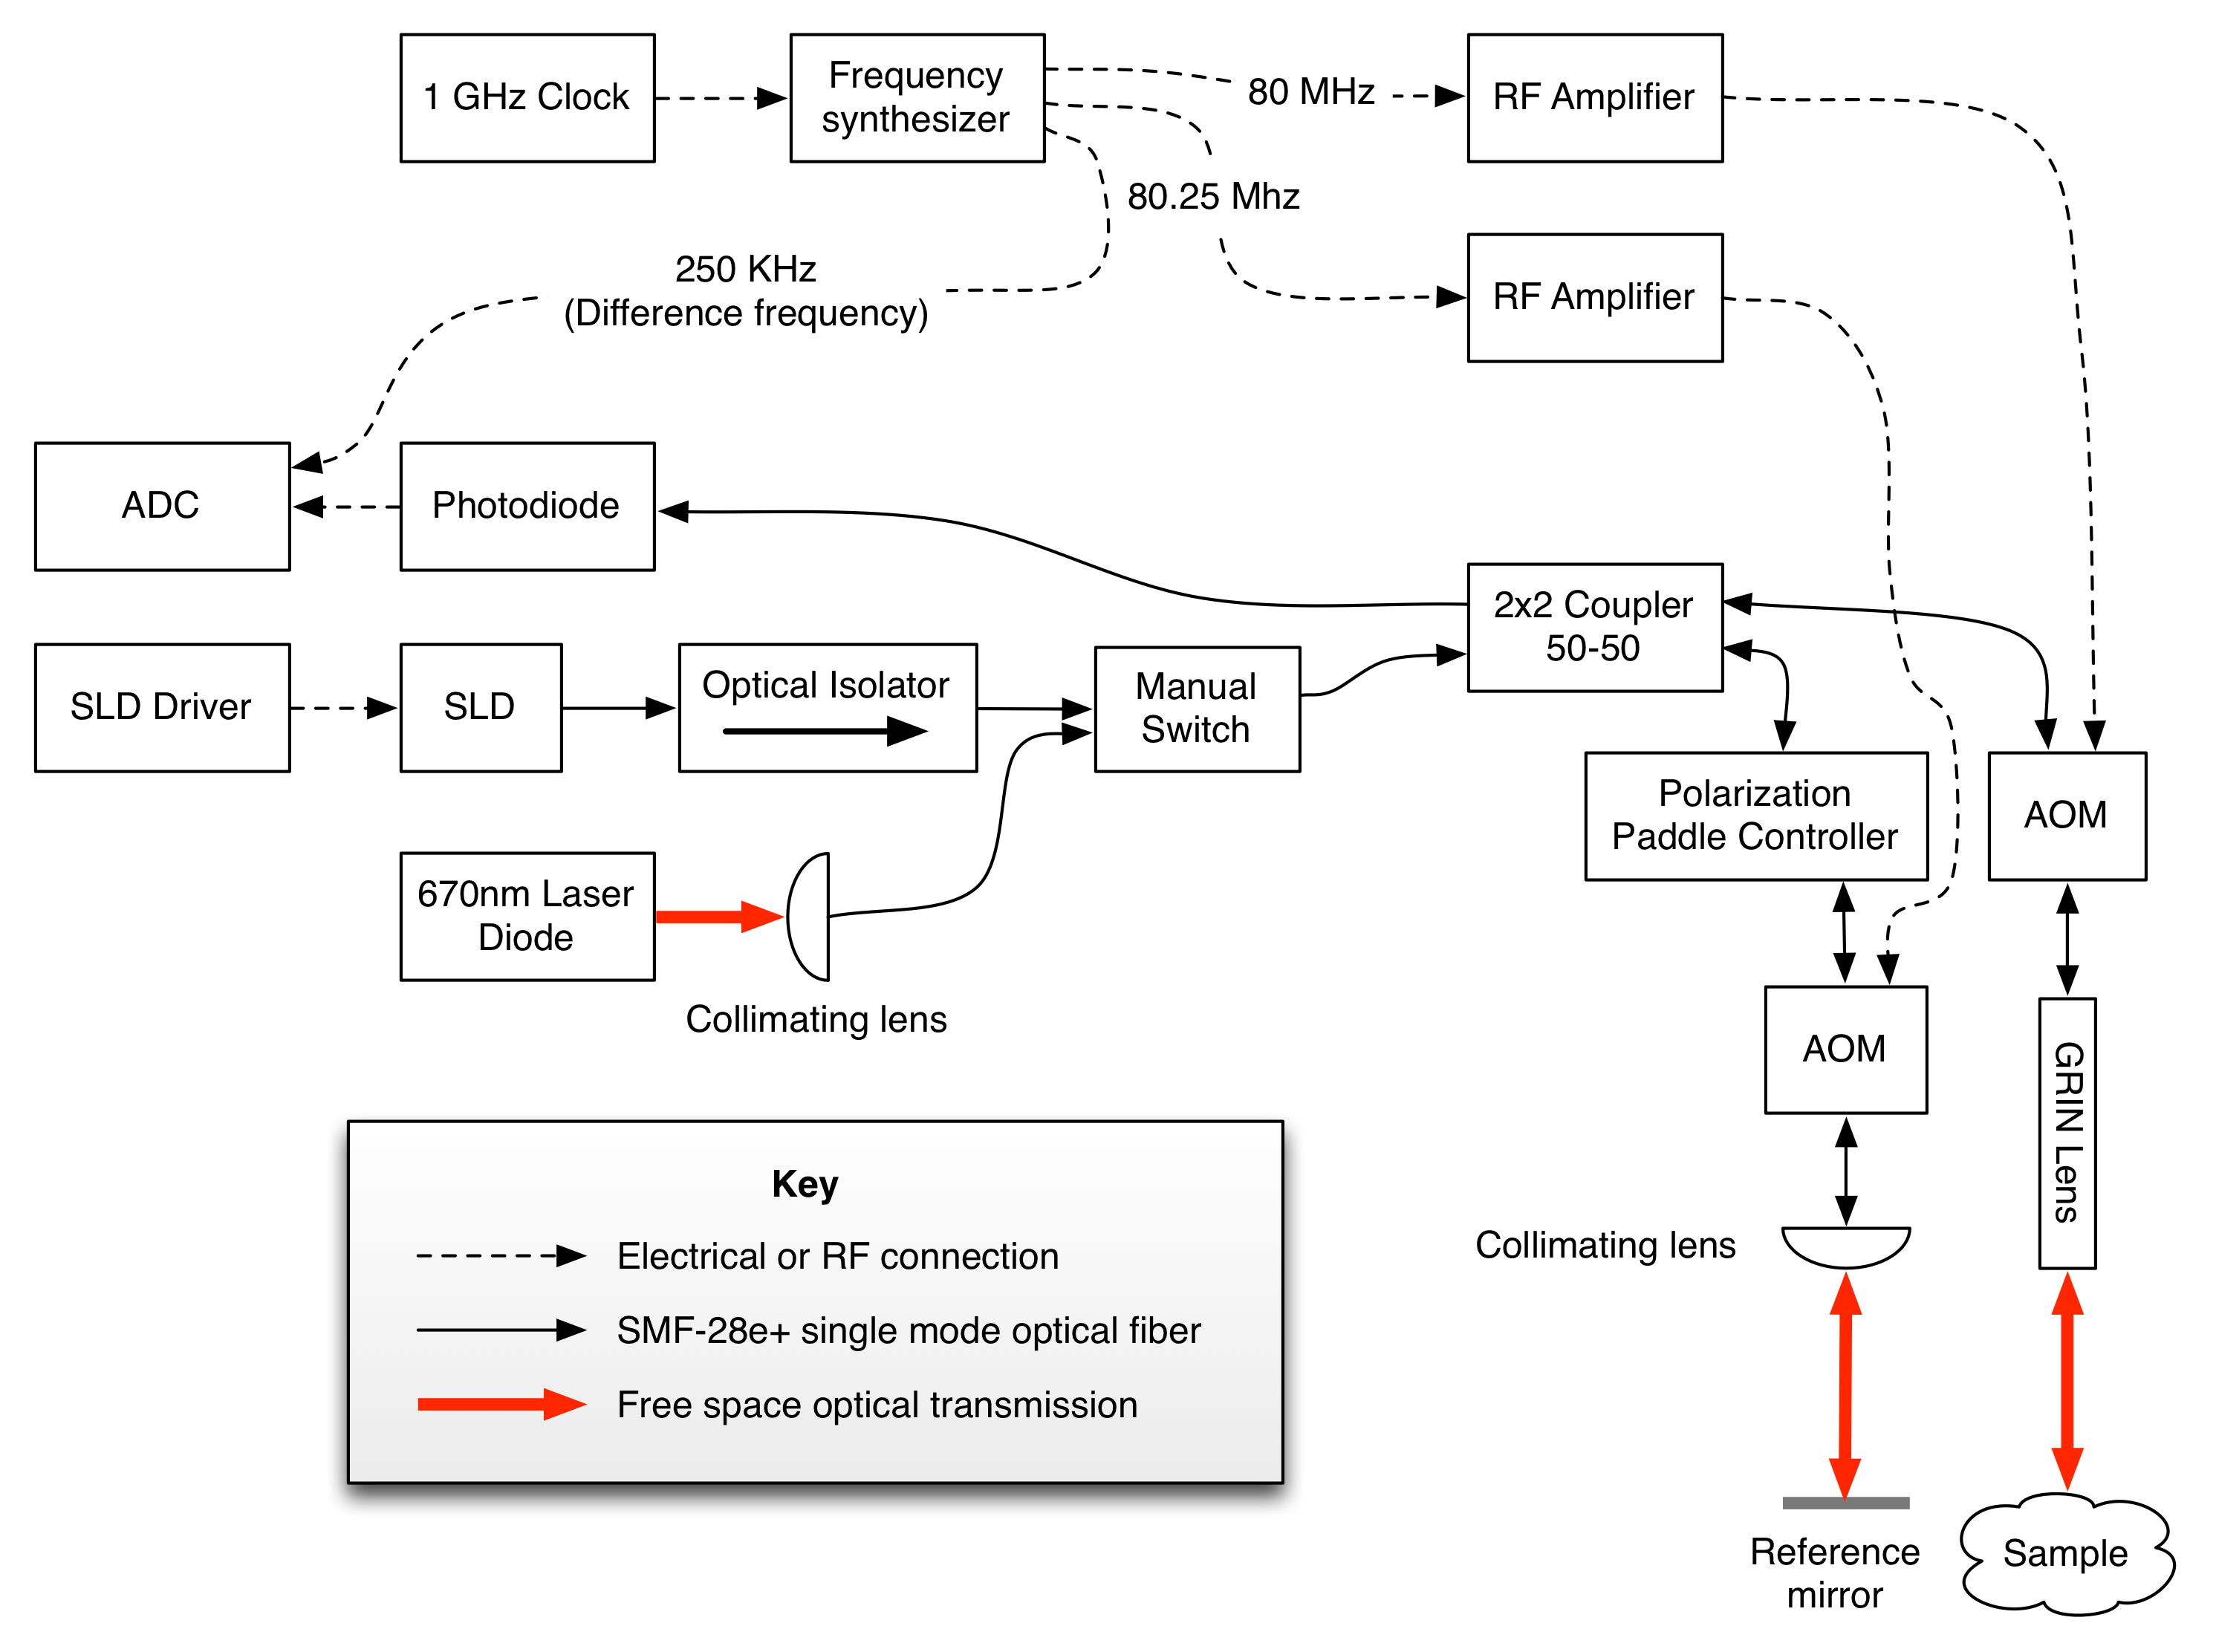 1 GHz Clock
Frequency
synthesizer
80 MHz
RF Amplifier
80.25 Mhz
250 KHz
(Difference frequency)
RF Amplifier
ADC
Photodiode
2x2 Coupler
50-50
SLD Driver
SLD
Optical Isolator
Manual
Switch
Polarization
Paddle Controller
AOM
670nm Laser
Diode
Collimating lens
AOM
GRIN Lens
Key
Electrical or RF connection
SMF-28e+ single mode optical fiber
Free space optical transmission
Collimating lens
Reference
mirror
Sample